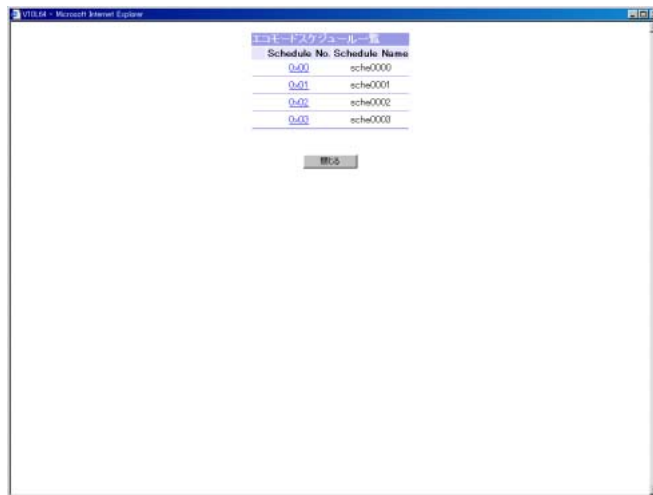 VT0L64 - Microsoft Internet Explorer
エコモードスケジュール一覧
Schedule No. Schedule Name
0x00 sche0000
0x01 sche0001
0x02 sche0002
0x03 sche0003
閉じる